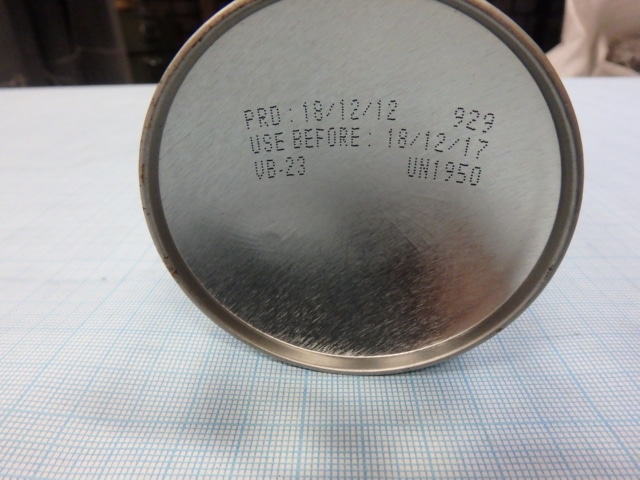 PRD: 18/12/12 929
USE BEFORE: 18/12/17
VB-23 UN1950